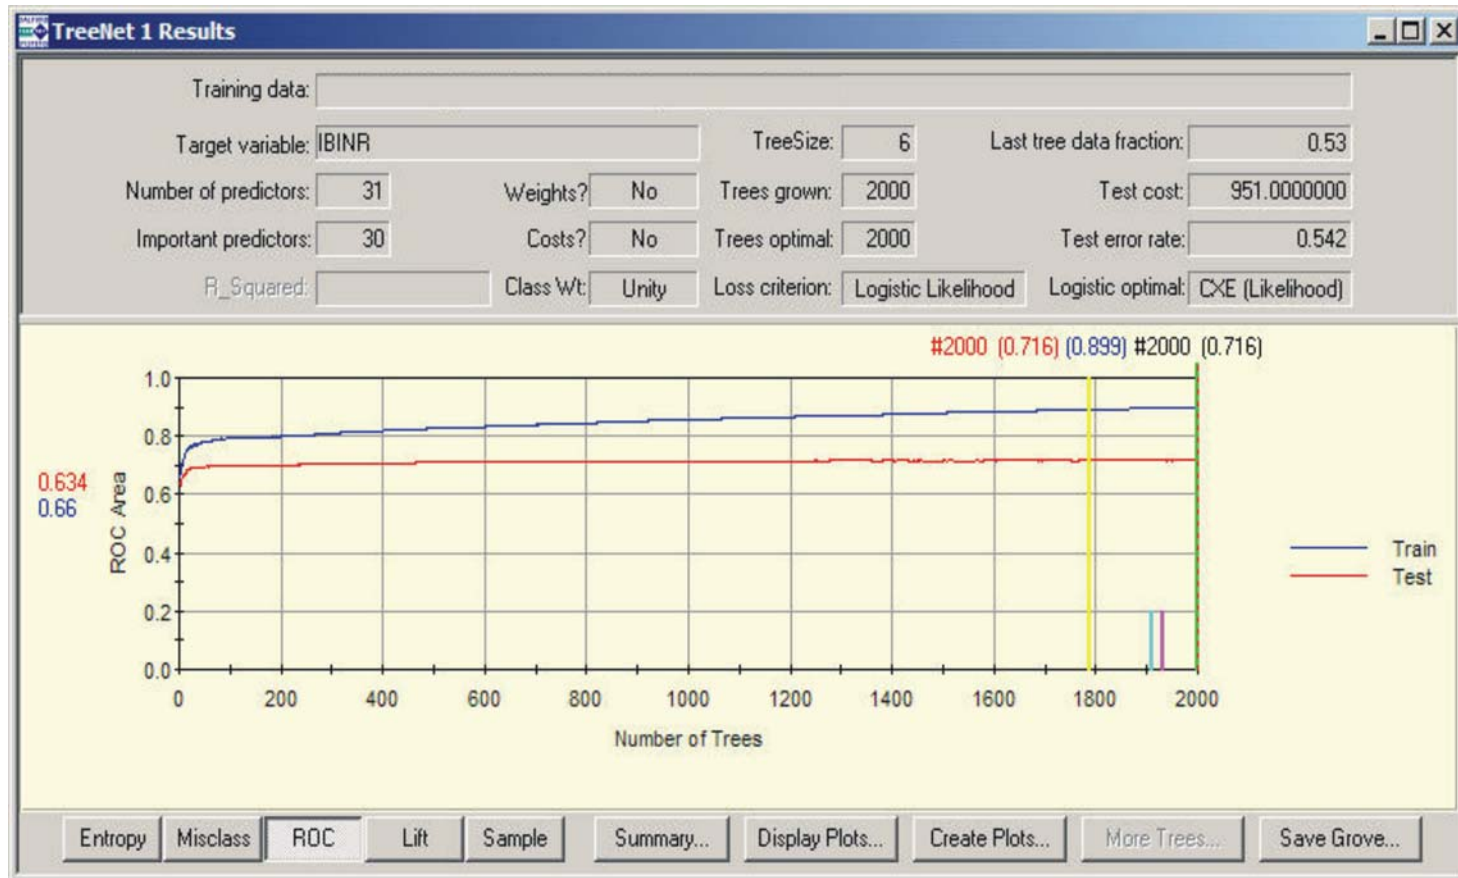 TreeNet 1 Results
Training data:
Target variable: IBINR TreeSize: 6 Last tree data fraction: 0.53
Number of predictors: 31 Weights? No Trees grown: 2000 Test cost: 951.0000000
Important predictors: 30 Costs? No Trees optimal: 2000 Test error rate: 0.542
R_Squared: Class Wt: Unity Loss criterion: Logistic Likelihood Logistic optimal: CXE (Likelihood)
#2000 (0.716) (0.899) #2000 (0.716)
1.0
0.8
0.634
0.66
0.6
ROC Area
0.4
0.2
0.0
Train
Test
0 200 400 600 800 1000 1200 1400 1600 1800 2000
Number of Trees
Entropy Misclass ROC Lift Sample Summary... Display Plots... Create Plots... More Trees... Save Grove...